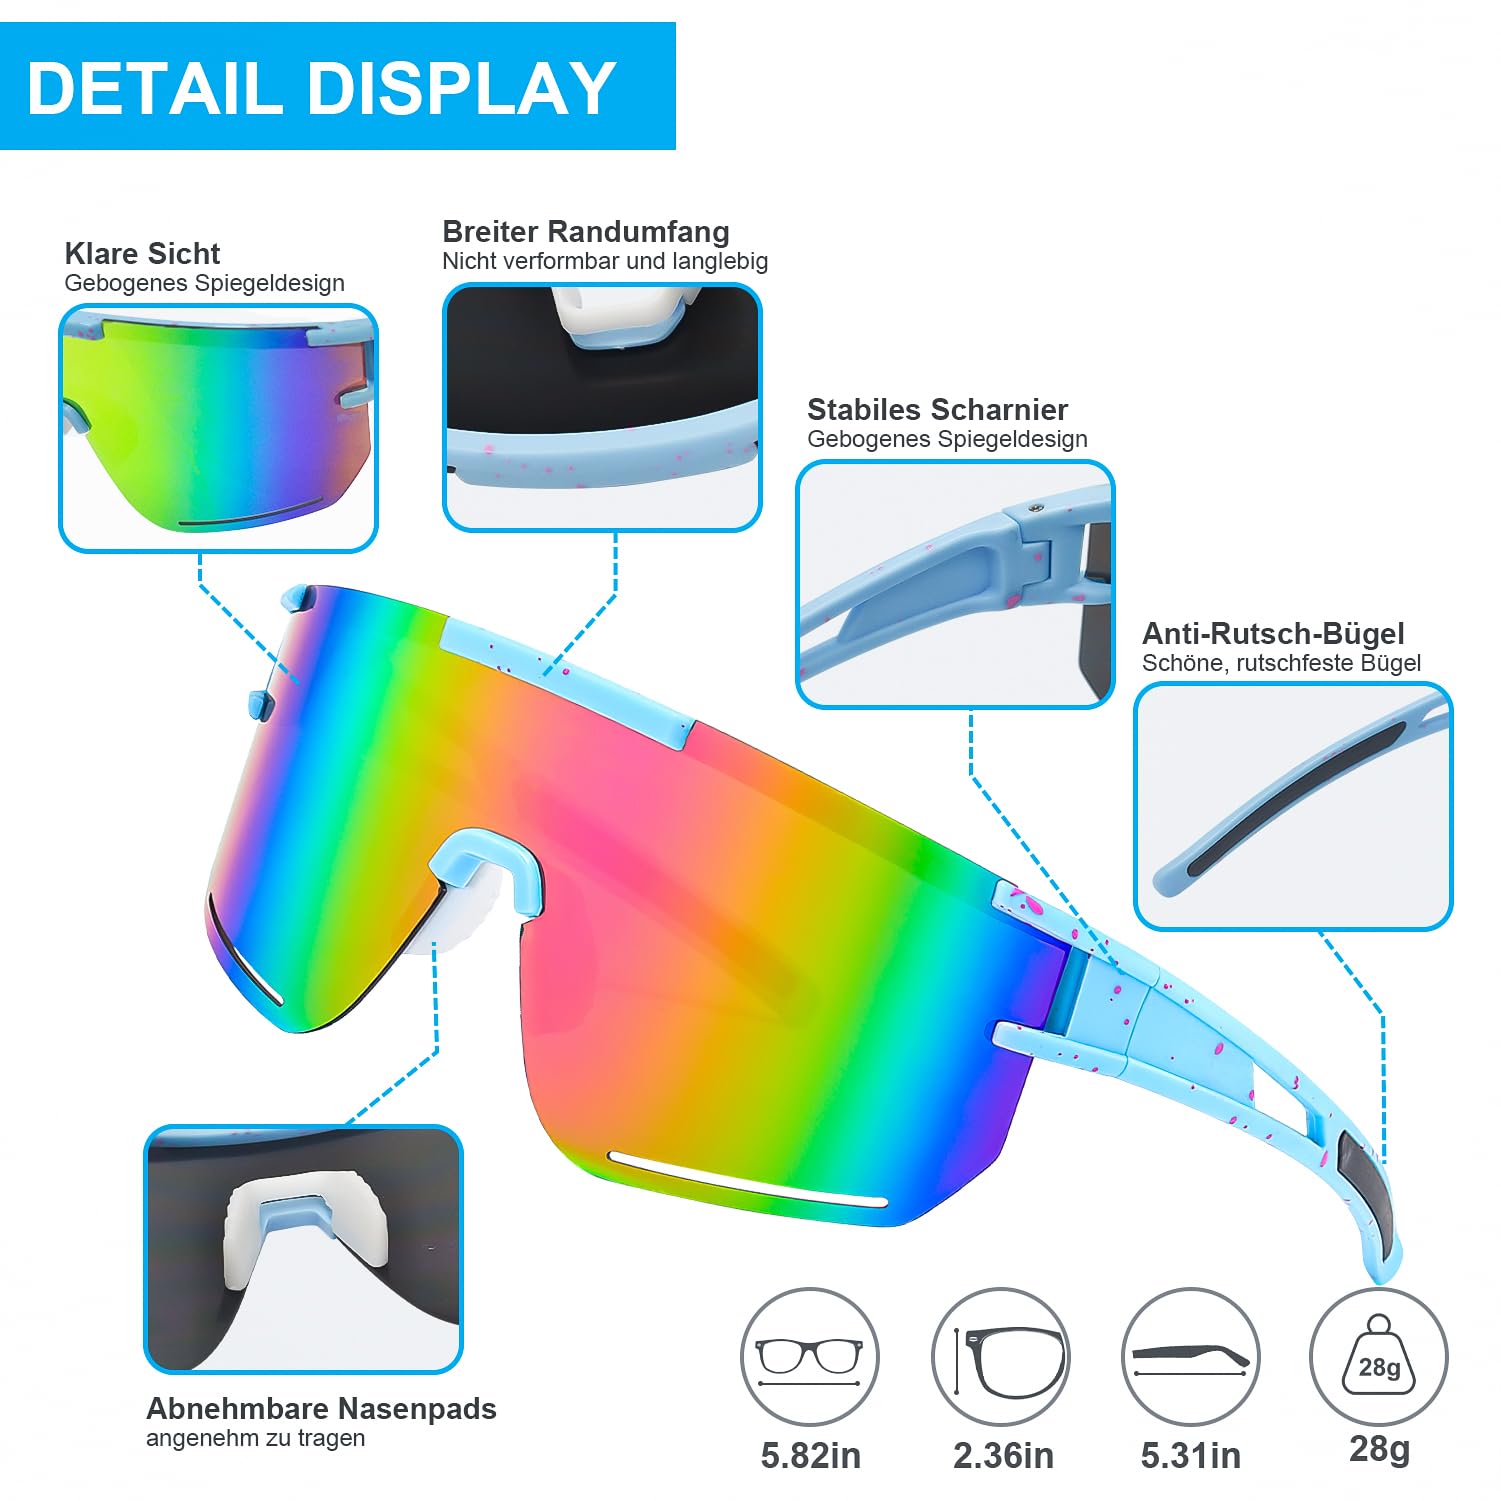 DETAIL DISPLAY
Klare Sicht
Gebogenes Spiegeldesign
Breiter Randumfang
Nicht verformbar und langlebig
Stabiles Scharnier
Gebogenes Spiegeldesign
Anti-Rutsch-Bügel
Schöne, rutschfeste Bügel
Abnehmbare Nasenpads
angenehm zu tragen
28g
5.82in
2.36in
5.31in
28g